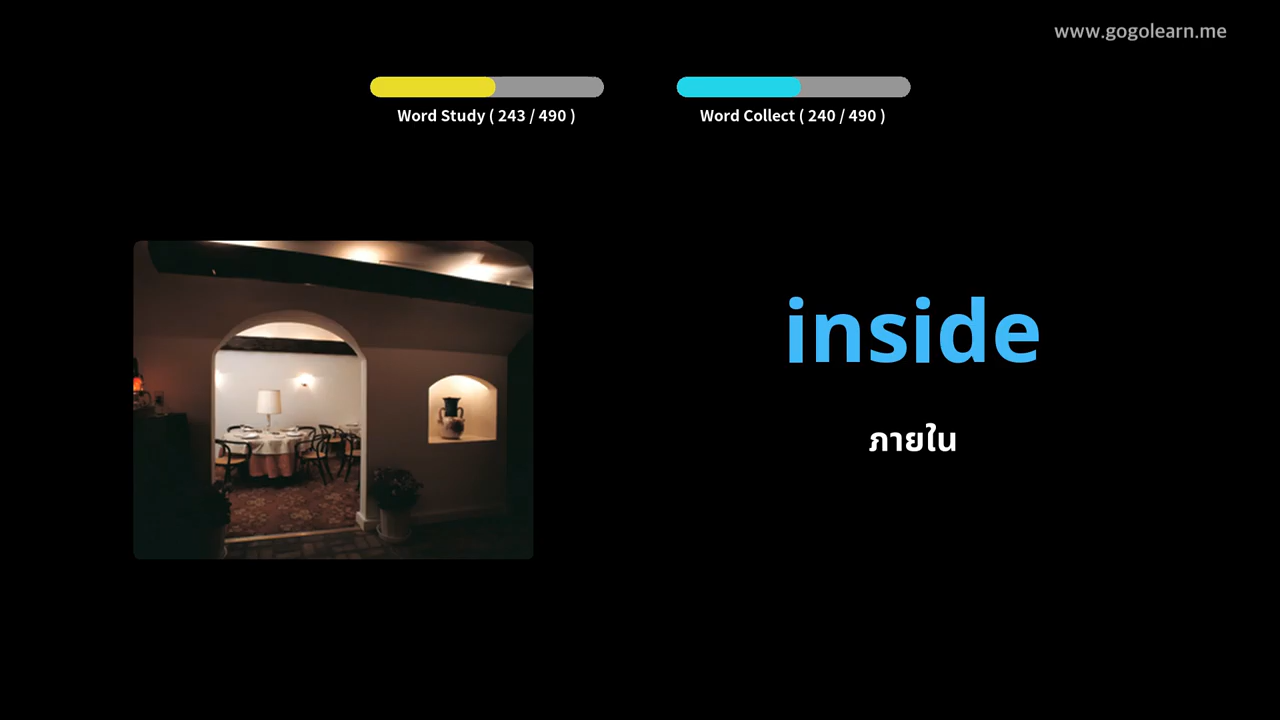 www.gogolearn.me
Word Study ( 243 / 490 )
Word Collect ( 240 / 490 )
inside
ภายใน